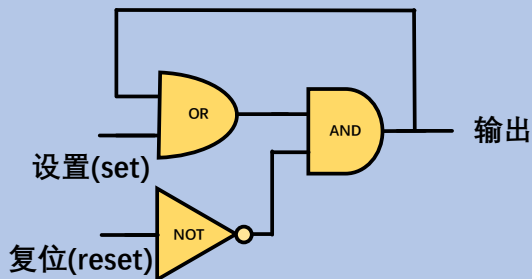 OR
AND
输出
设置(set)
NOT
复位(reset)